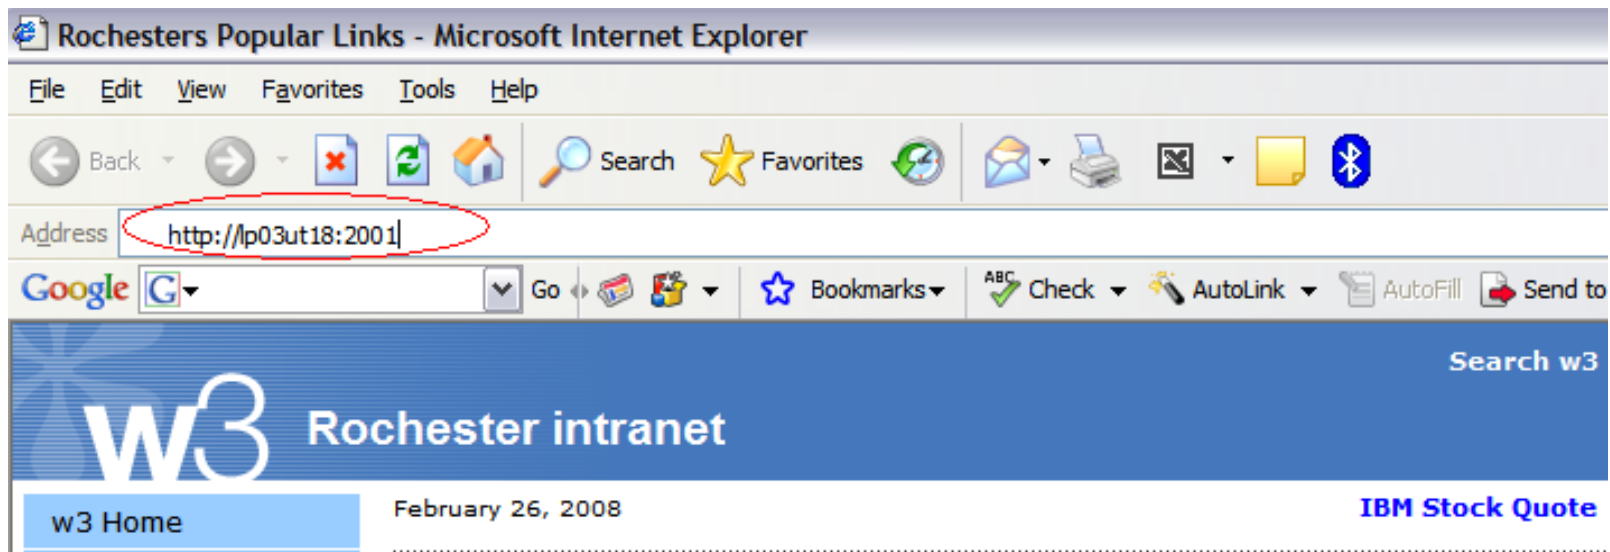 Rochesters Popular Links - Microsoft Internet Explorer
File Edit View Favorites Tools Help
Back Search Favorites
Address http://lp03ut18:2001
Google G Go Bookmarks ABC Check AutoLink AutoFill Send to
Search w3
w3 Rochester intranet
w3 Home February 26, 2008 IBM Stock Quote